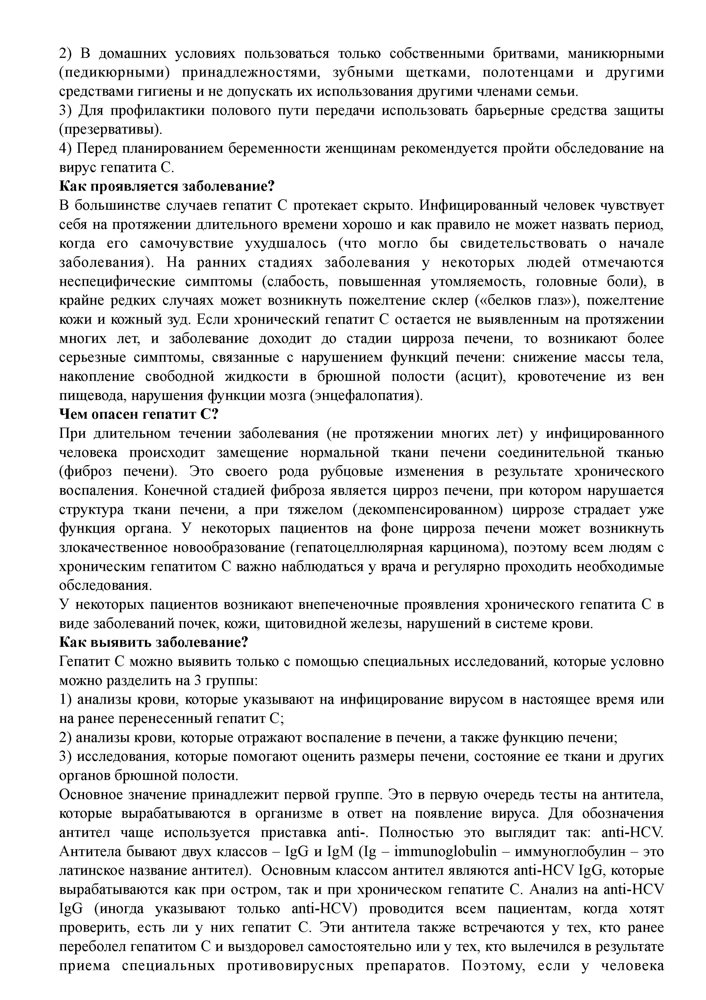 2) В домашних условиях пользоваться только собственными бритвами, маникюрными
(педикюрными) принадлежностями, зубными щетками, полотенцами и другими
средствами гигиены и не допускать их использования другими членами семьи.
3) Для профилактики полового пути передачи использовать барьерные средства защиты
(презервативы).
4) Перед планированием беременности женщинам рекомендуется пройти обследование на
вирус гепатита С.
Как проявляется заболевание?
В большинстве случаев гепатит С протекает скрыто. Инфицированный человек чувствует
себя на протяжении длительного времени хорошо и как правило не может назвать период,
когда его самочувствие ухудшалось (что могло бы свидетельствовать о начале
заболевания). На ранних стадиях заболевания у некоторых людей отмечаются
неспецифические симптомы (слабость, повышенная утомляемость, головные боли), в
крайне редких случаях может возникнуть пожелтение склер («белков глаз»), пожелтение
кожи и кожный зуд. Если хронический гепатит С остается не выявленным на протяжении
многих лет, и заболевание доходит до стадии цирроза печени, то возникают более
серьезные симптомы, связанные с нарушением функций печени: снижение массы тела,
накопление свободной жидкости в брюшной полости (асцит), кровотечение из вен
пищевода, нарушения функции мозга (энцефалопатия).
Чем опасен гепатит С?
При длительном течении заболевания (не протяжении многих лет) у инфицированного
человека происходит замещение нормальной ткани печени соединительной тканью
(фиброз печени). Это своего рода рубцовые изменения в результате хронического
воспаления. Конечной стадией фиброза является цирроз печени, при котором нарушается
структура ткани печени, а при тяжелом (декомпенсированном) циррозе страдает уже
функция органа. У некоторых пациентов на фоне цирроза печени может возникнуть
злокачественное новообразование (гепатоцеллюлярная карцинома), поэтому всем людям с
хроническим гепатитом С важно наблюдаться у врача и регулярно проходить необходимые
обследования.
У некоторых пациентов возникают внепеченочные проявления хронического гепатита С в
виде заболеваний почек, кожи, щитовидной железы, нарушений в системе крови.
Как выявить заболевание?
Гепатит С можно выявить только с помощью специальных исследований, которые условно
можно разделить на 3 группы:
1) анализы крови, которые указывают на инфицирование вирусом в настоящее время или
на ранее перенесенный гепатит С;
2) анализы крови, которые отражают воспаление в печени, а также функцию печени;
3) исследования, которые помогают оценить размеры печени, состояние ее ткани и других
органов брюшной полости.
Основное значение принадлежит первой группе. Это в первую очередь тесты на антитела,
которые вырабатываются в организме в ответ на появление вируса. Для обозначения
антител чаще используется приставка anti-. Полностью это выглядит так: anti-HCV.
Антитела бывают двух классов – IgG и IgM (Ig – immunoglobulin – иммуноглобулин – это
латинское название антител).  Основным классом антител являются anti-HCV IgG, которые
вырабатываются как при остром, так и при хроническом гепатите С. Анализ на anti-HCV
IgG (иногда указывают только anti-HCV) проводится всем пациентам, когда хотят
проверить, есть ли у них гепатит С. Эти антитела также встречаются у тех, кто ранее
переболел гепатитом С и выздоровел самостоятельно или у тех, кто вылечился в результате
приема специальных противовирусных препаратов. Поэтому, если у человека